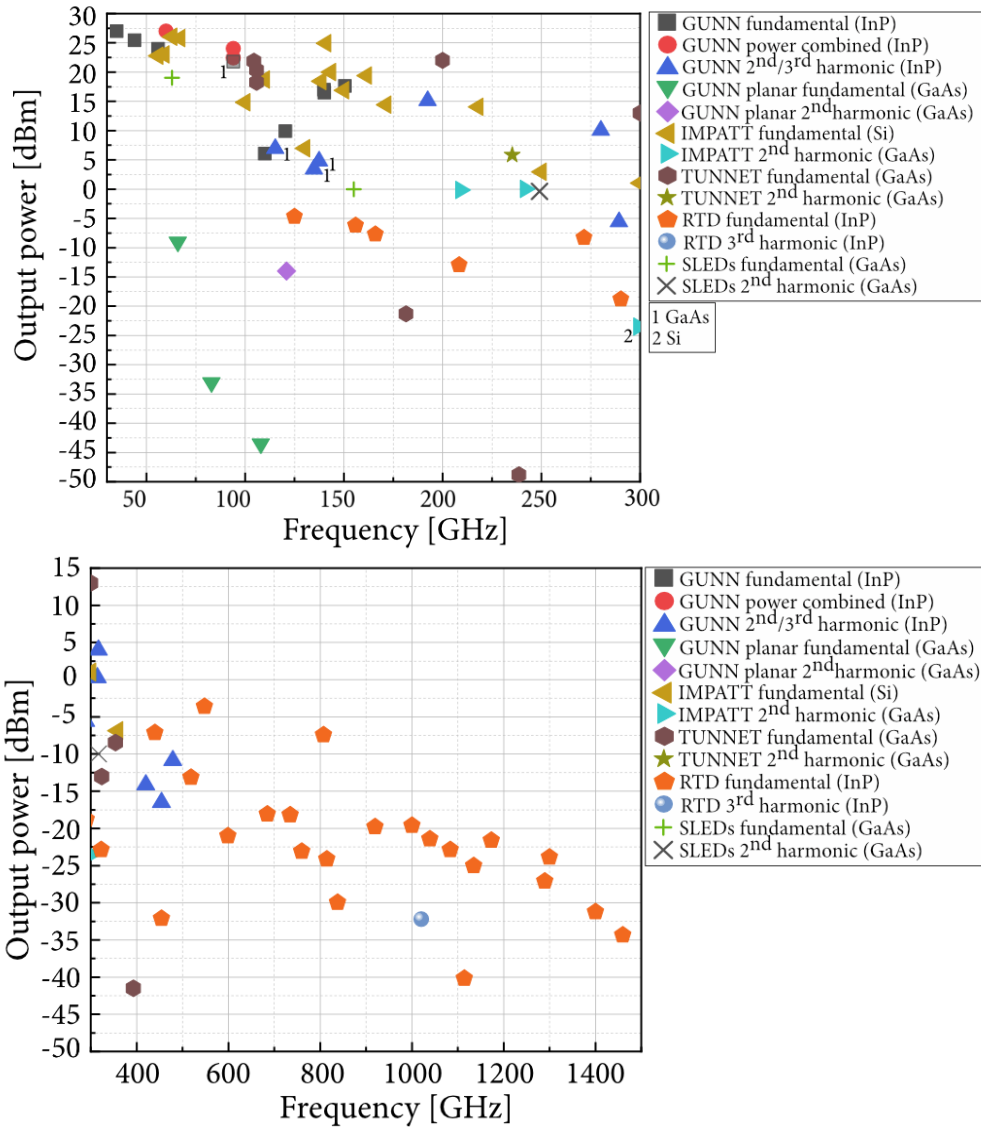 30
25
20
15
10
5
0
-5
-10
-15
-20
-25
-30
-35
-40
-45
-50
Output power [dBm]
1
1
1
1
2
50
100
150
200
250
300
Frequency [GHz]
GUNN fundamental (InP)
GUNN power combined (InP)
GUNN 2nd/3rd harmonic (InP)
GUNN planar fundamental (GaAs)
GUNN planar 2ndharmonic (GaAs)
IMPATT fundamental (Si)
IMPATT 2nd harmonic (GaAs)
TUNNET fundamental (GaAs)
TUNNET 2nd harmonic (GaAs)
RTD fundamental (InP)
RTD 3rd harmonic (InP)
SLEDs fundamental (GaAs)
SLEDs 2nd harmonic (GaAs)
1 GaAs
2 Si
15
10
5
0
-5
-10
-15
-20
-25
-30
-35
-40
-45
-50
Output power [dBm]
400
600
800
1000
1200
1400
Frequency [GHz]
GUNN fundamental (InP)
GUNN power combined (InP)
GUNN 2nd/3rd harmonic (InP)
GUNN planar fundamental (GaAs)
GUNN planar 2ndharmonic (GaAs)
IMPATT fundamental (Si)
IMPATT 2nd harmonic (GaAs)
TUNNET fundamental (GaAs)
TUNNET 2nd harmonic (GaAs)
RTD fundamental (InP)
RTD 3rd harmonic (InP)
SLEDs fundamental (GaAs)
SLEDs 2nd harmonic (GaAs)